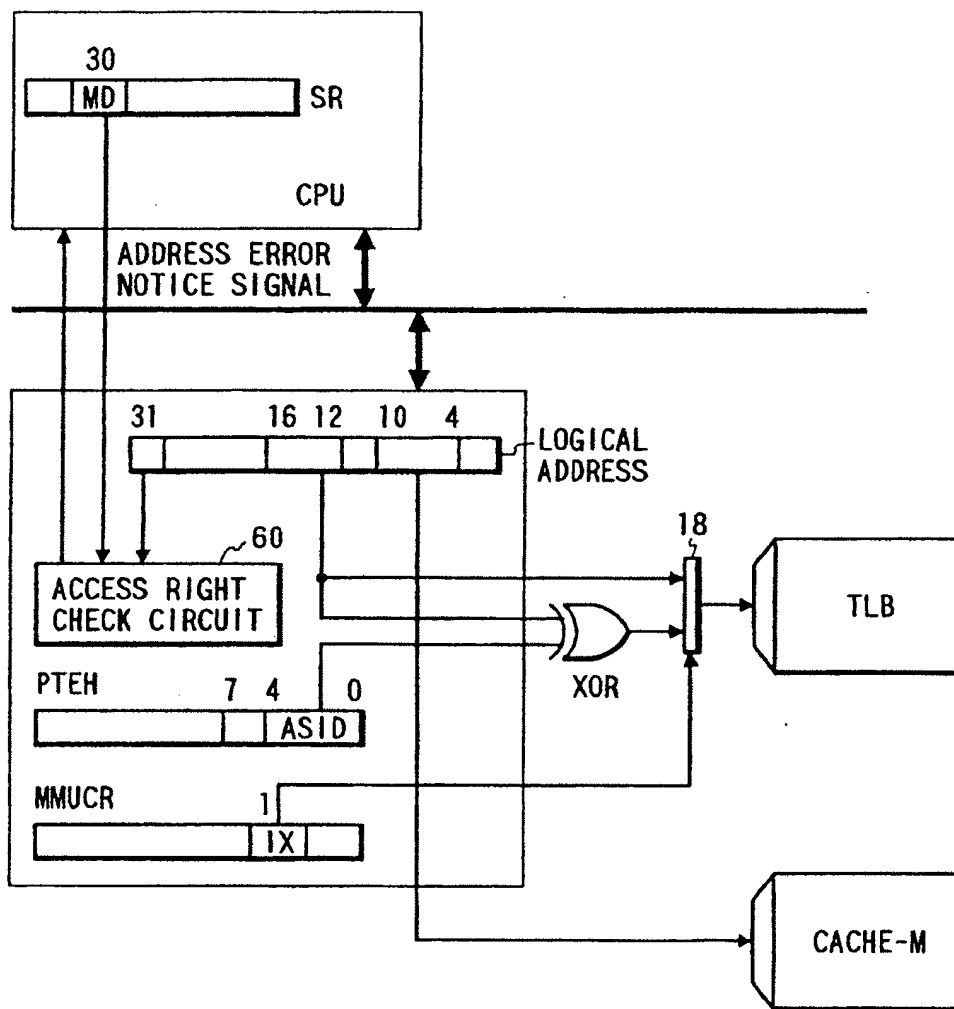 30
MD
SR
CPU
ADDRESS ERROR
NOTICE SIGNAL
31 16 12 10 4
LOGICAL
ADDRESS
18
60
ACCESS RIGHT
CHECK CIRCUIT
TLB
XOR
PTEH
7 4 0
ASID
MMUCR
1
IX
CACHE-M